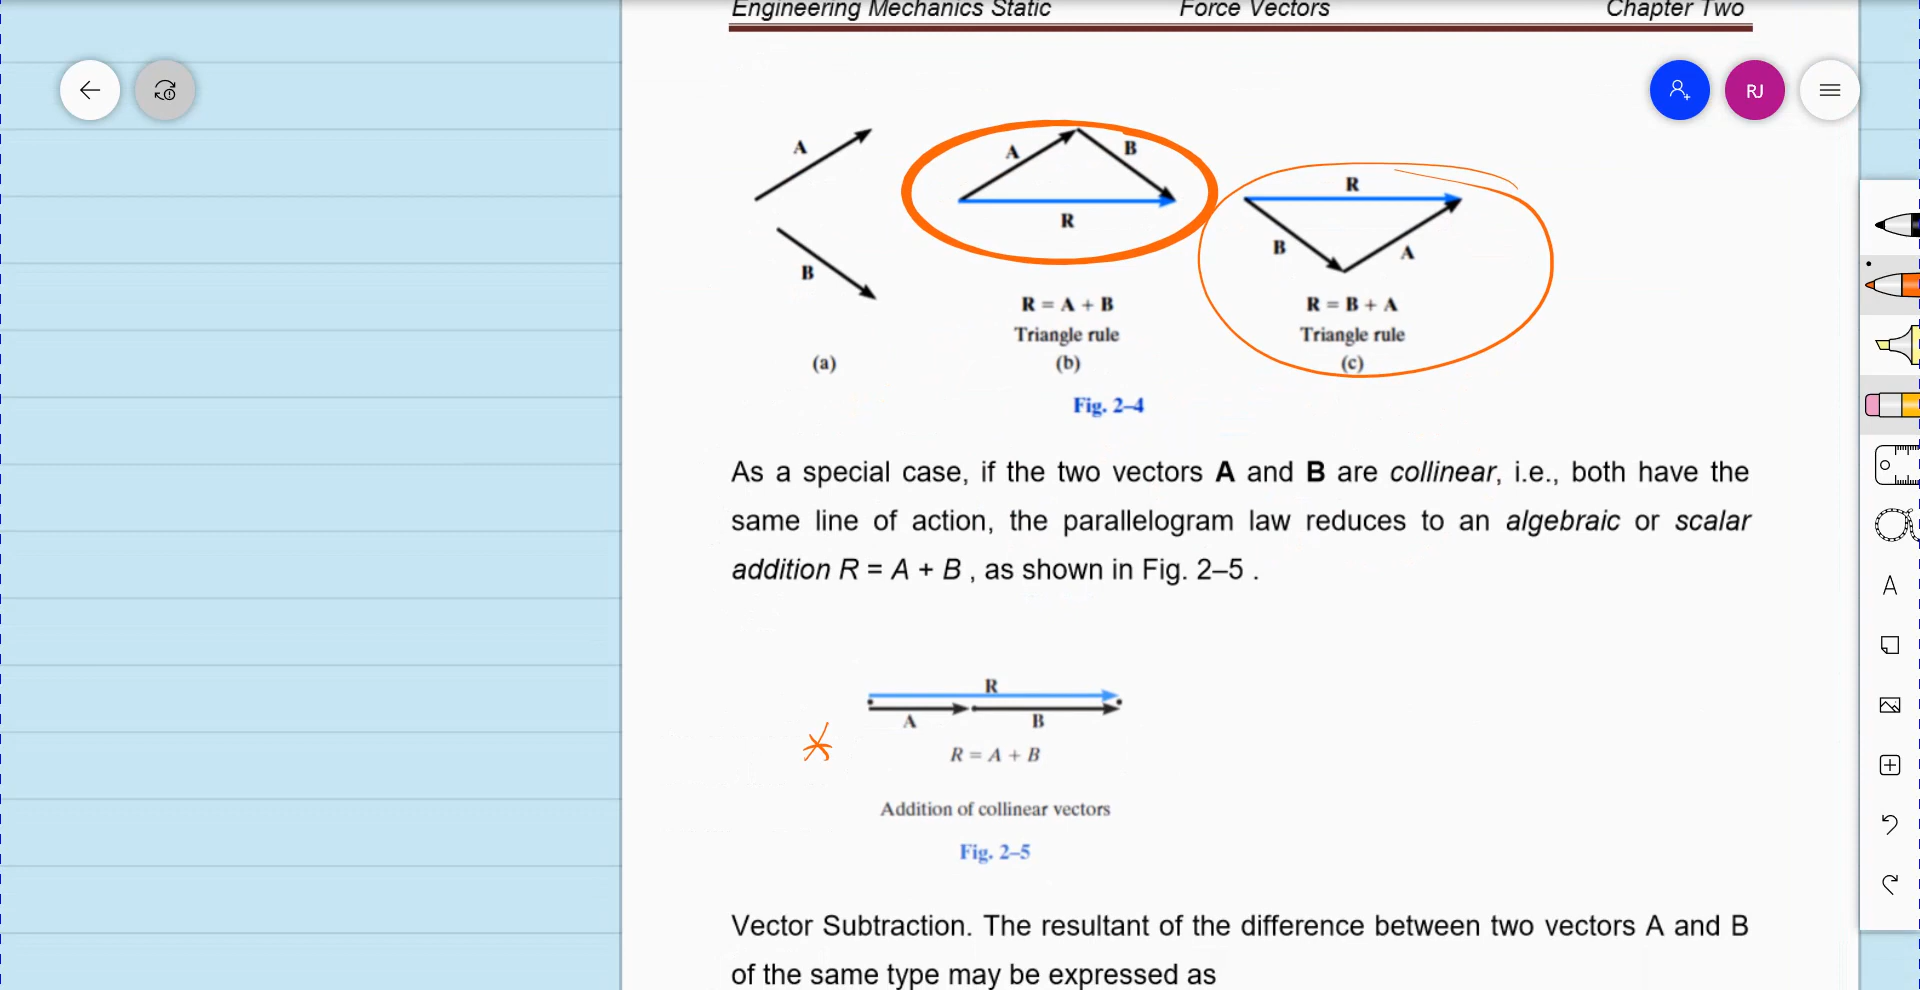 Engineering Mechanics Static Force Vectors Chapter Two
RJ
A
A
B
R
B
R
B
A
R = A + B
R = B + A
Triangle rule
Triangle rule
(a)
(b)
(c)
Fig. 2–4
As a special case, if the two vectors A and B are collinear, i.e., both have the
same line of action, the parallelogram law reduces to an algebraic or scalar
addition R = A + B , as shown in Fig. 2–5 .
R
A
B
R = A + B
Addition of collinear vectors
Fig. 2–5
Vector Subtraction. The resultant of the difference between two vectors A and B
of the same type may be expressed as